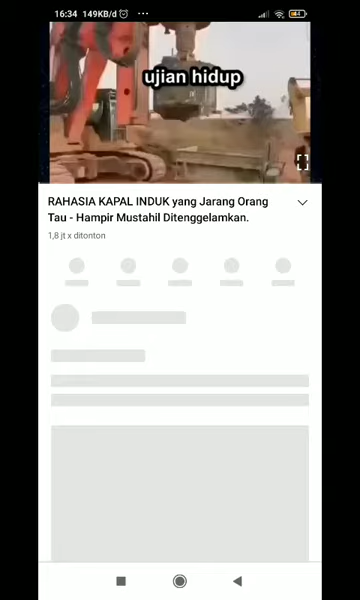 16:34 149KB/d ...
ujian hidup
RAHASIA KAPAL INDUK yang Jarang Orang
Tau - Hampir Mustahil Ditenggelamkan.
1,8 jt x ditonton